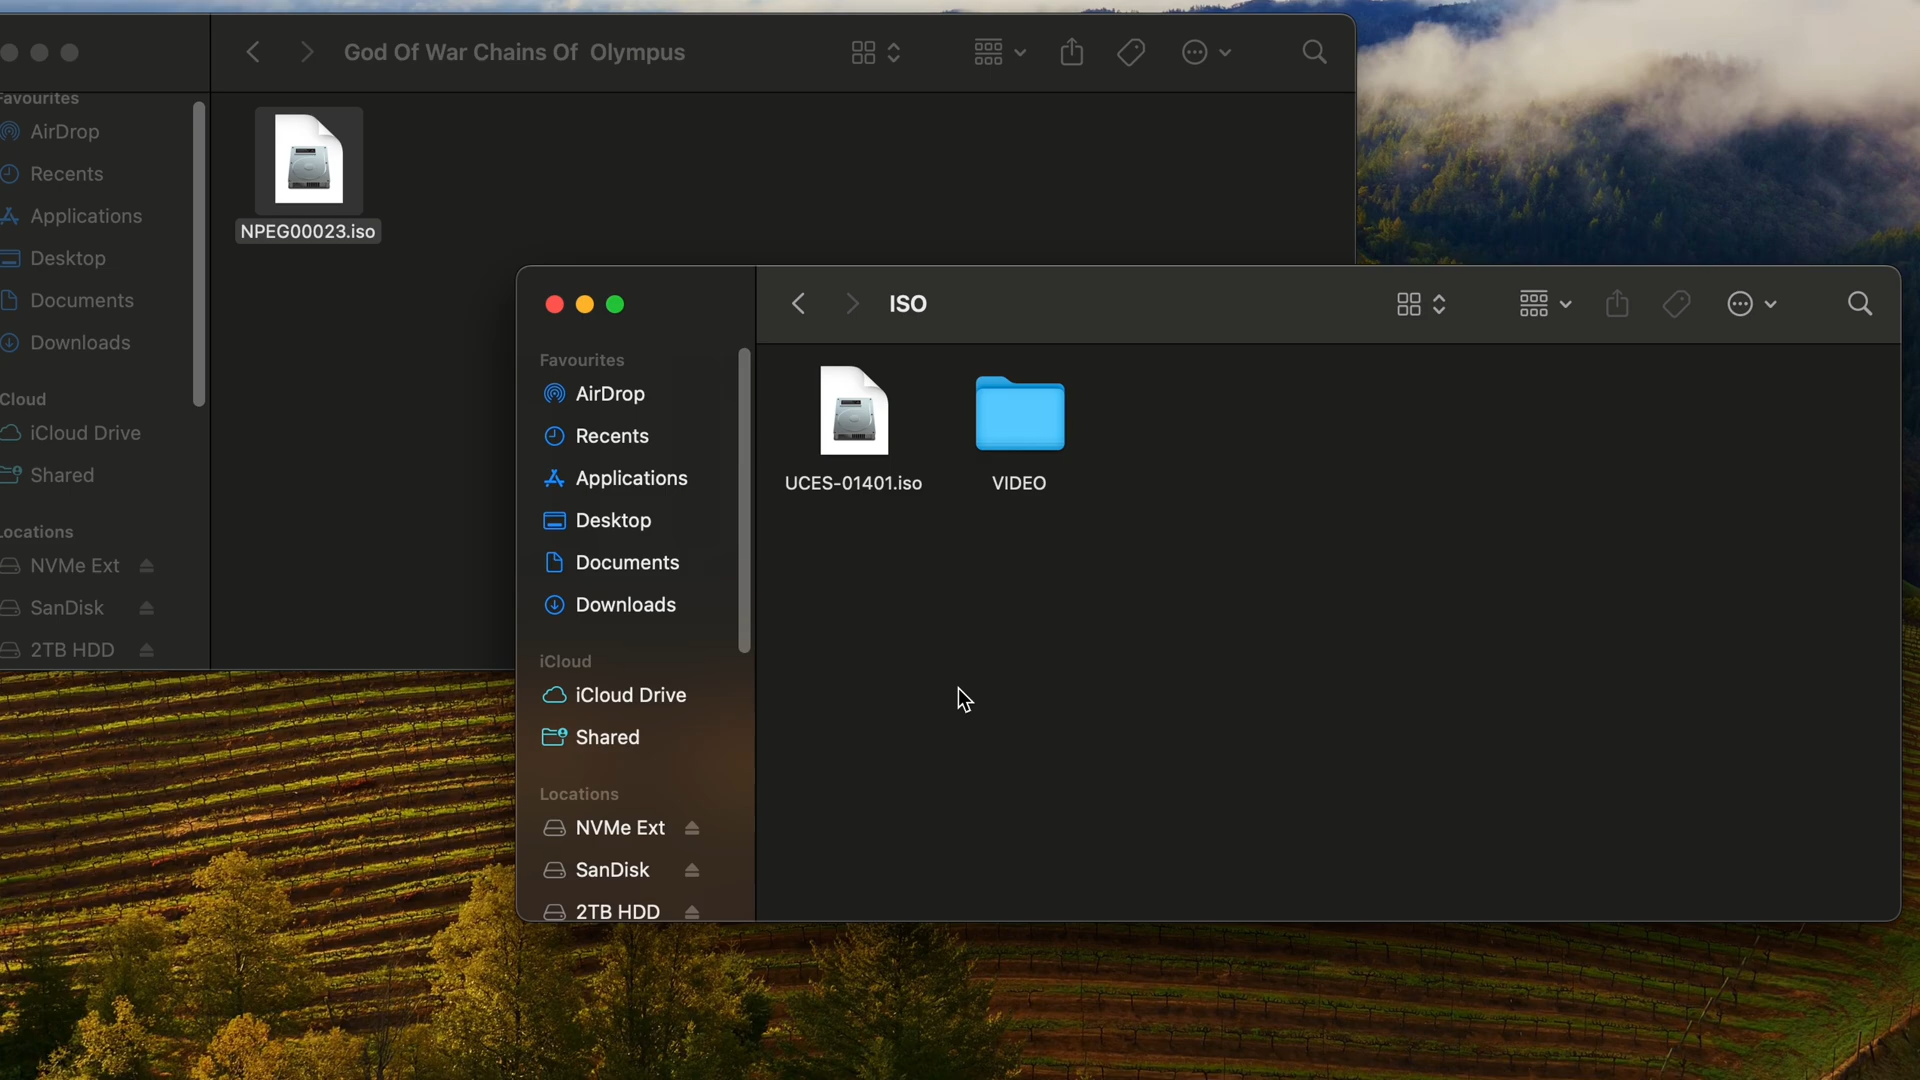 God Of War Chains Of  Olympus
Favourites
AirDrop
Recents
Applications
Desktop
Documents
Downloads
iCloud
iCloud Drive
Shared
Locations
NVMe Ext
SanDisk
2TB HDD
NPEG00023.iso
ISO
Favourites
AirDrop
Recents
Applications
Desktop
Documents
Downloads
iCloud
iCloud Drive
Shared
Locations
NVMe Ext
SanDisk
2TB HDD
UCES-01401.iso
VIDEO